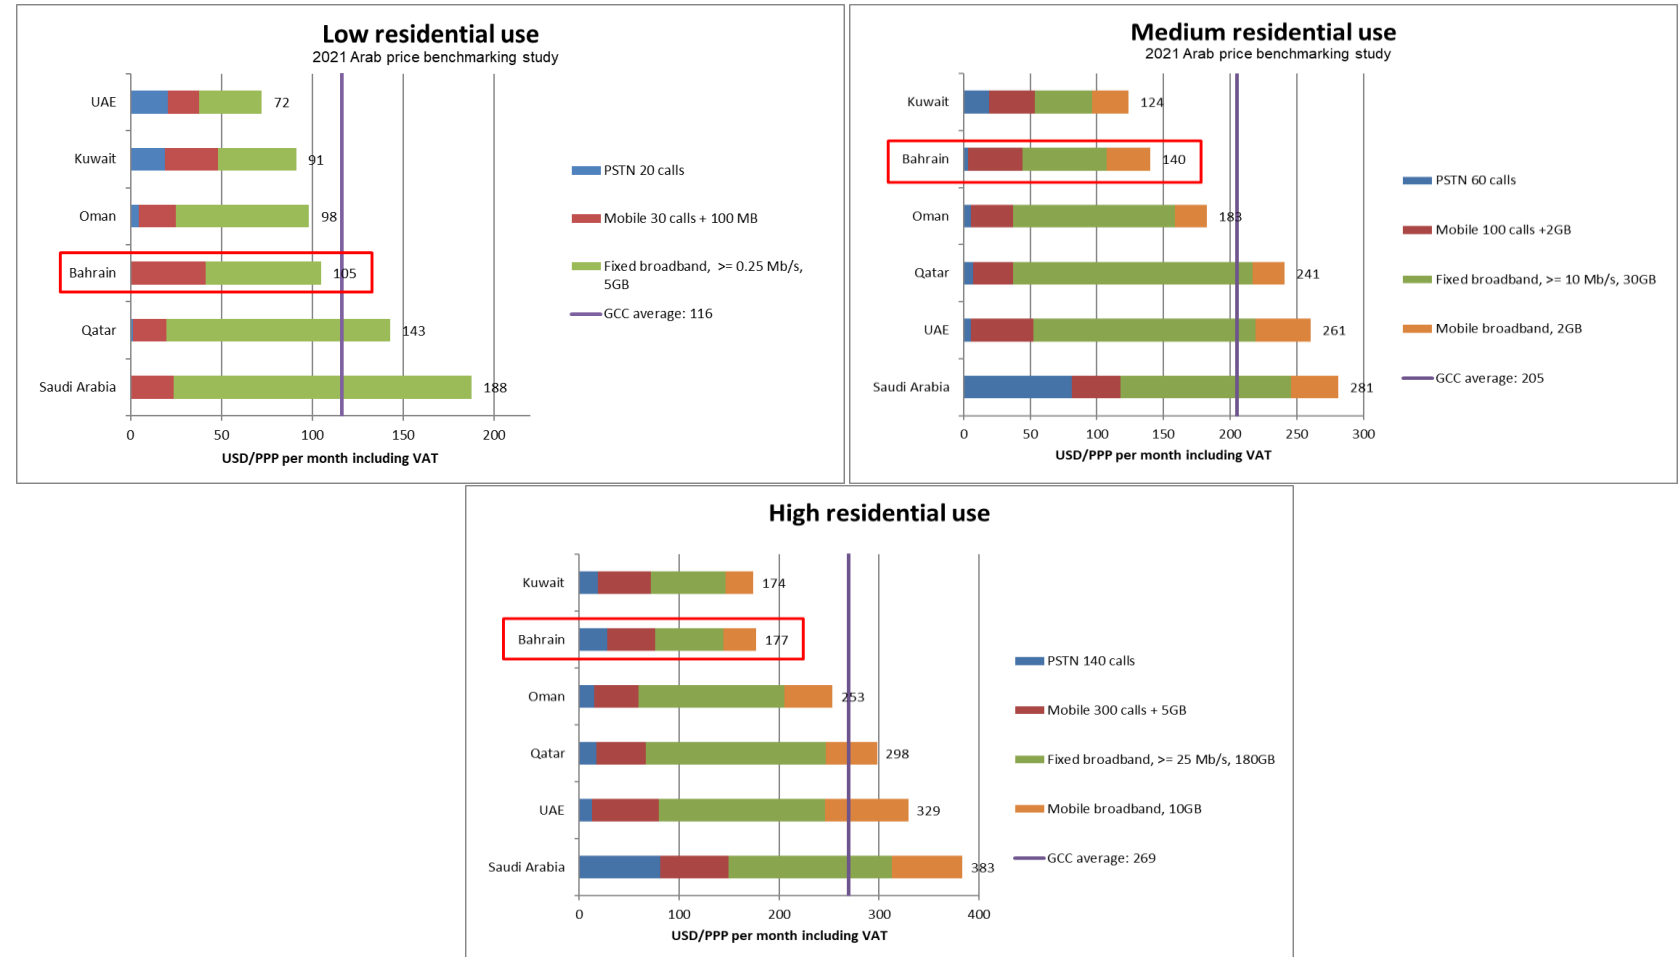 Low residential use
2021 Arab price benchmarking study
UAE
72
Kuwait
91
Oman
98
Bahrain
105
Qatar
143
Saudi Arabia
188
0 50 100 150 200
USD/PPP per month including VAT
PSTN 20 calls
Mobile 30 calls + 100 MB
Fixed broadband, >= 0.25 Mb/s,
5GB
GCC average: 116
Medium residential use
2021 Arab price benchmarking study
Kuwait
124
Bahrain
140
Oman
183
Qatar
241
UAE
261
Saudi Arabia
281
0 50 100 150 200 250 300
USD/PPP per month including VAT
PSTN 60 calls
Mobile 100 calls +2GB
Fixed broadband, >= 10 Mb/s, 30GB
Mobile broadband, 2GB
GCC average: 205
High residential use
Kuwait
174
Bahrain
177
Oman
253
Qatar
298
UAE
329
Saudi Arabia
383
0 100 200 300 400
USD/PPP per month including VAT
PSTN 140 calls
Mobile 300 calls + 5GB
Fixed broadband, >= 25 Mb/s, 180GB
Mobile broadband, 10GB
GCC average: 269